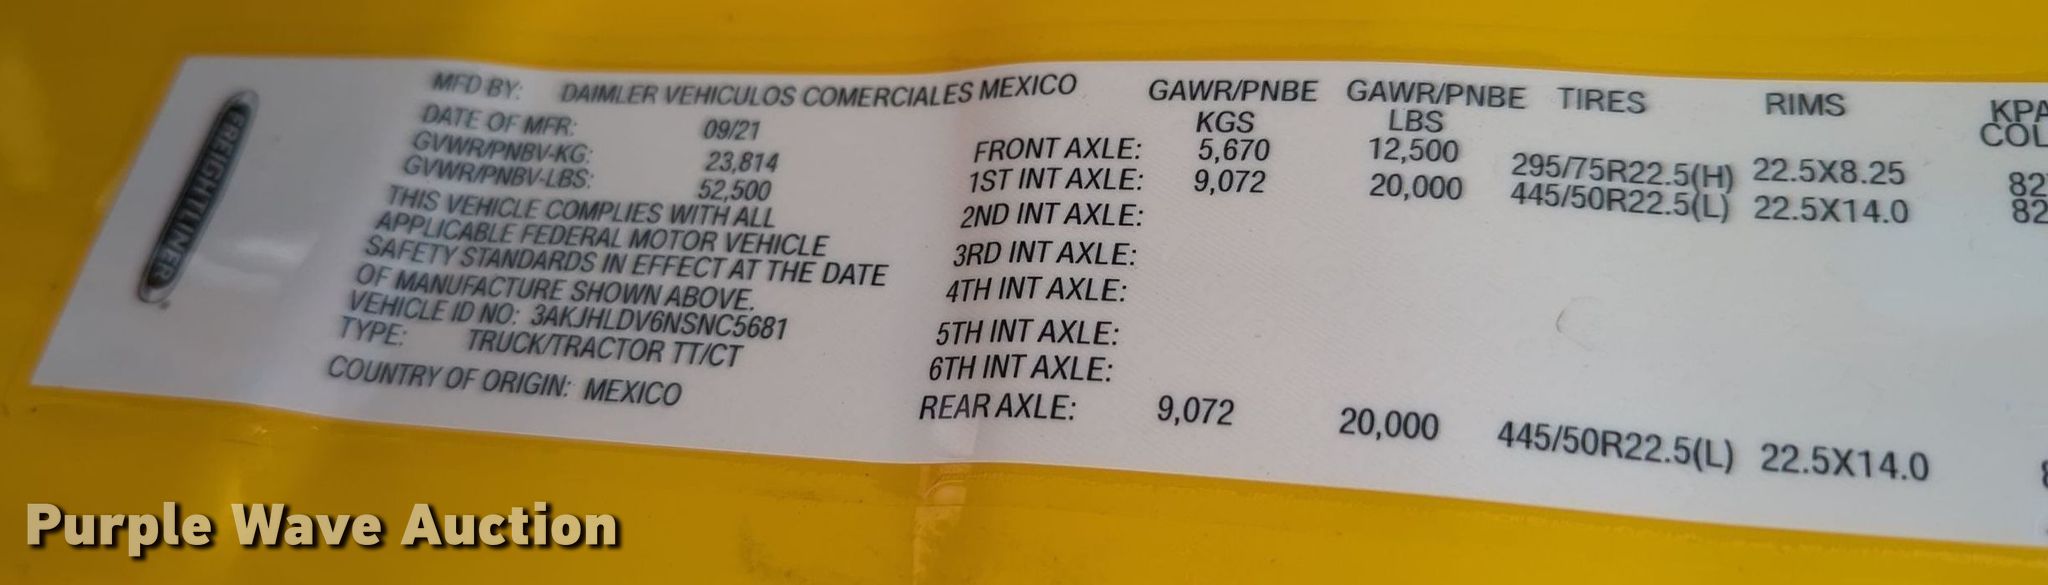 FREIGHTLINER
MFD BY: DAIMLER VEHICULOS COMERCIALES MEXICO
DATE OF MFR: 09/21
GVWR/PNBV-KG: 23,814
GVWR/PNBV-LBS: 52,500
THIS VEHICLE COMPLIES WITH ALL
APPLICABLE FEDERAL MOTOR VEHICLE
SAFETY STANDARDS IN EFFECT AT THE DATE
OF MANUFACTURE SHOWN ABOVE.
VEHICLE ID NO: 3AKJHLDV6NSNC5681
TYPE: TRUCK/TRACTOR TT/CT
COUNTRY OF ORIGIN: MEXICO
GAWR/PNBE GAWR/PNBE TIRES RIMS KPA
KGS LBS COL
FRONT AXLE: 5,670 12,500 295/75R22.5(H) 22.5X8.25 82
1ST INT AXLE: 9,072 20,000 445/50R22.5(L) 22.5X14.0 82
2ND INT AXLE:
3RD INT AXLE:
4TH INT AXLE:
5TH INT AXLE:
6TH INT AXLE:
REAR AXLE: 9,072 20,000 445/50R22.5(L) 22.5X14.0
Purple Wave Auction